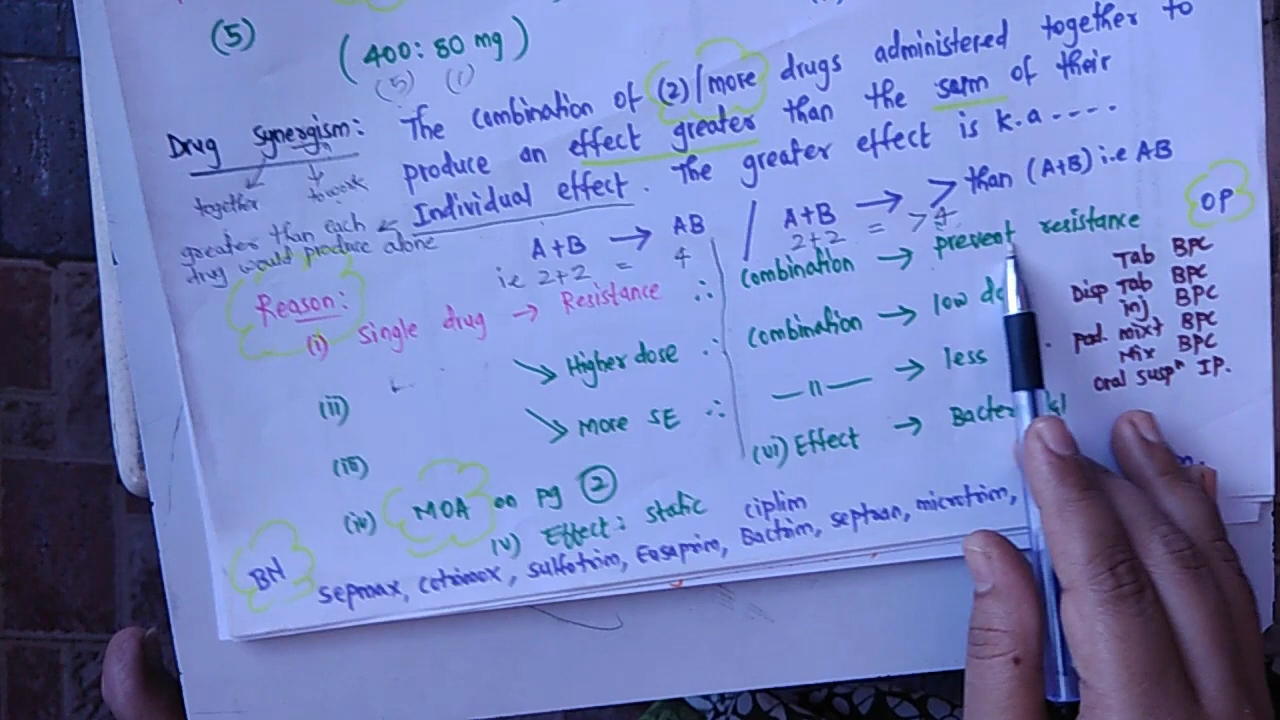 (5) (400: 80 mg)
(5) (1)
Drug Synergism: The combination of (2)/more drugs administered together to
produce an effect greater than the sum of their
Individual effect. The greater effect is k.a----.
together to work
greater than each
drug would produce alone
A+B → AB / A+B → > than (A+B) i.e AB
ie 2+2 = 4 2+2 = >4
OP
Reason:
(i) Single drug → Resistance ∴ combination → prevent resistance
(ii) ↘ Higher dose ∴ combination → low
(iii) ↘ More SE ∴ —11— → less
(iv) MOA on pg 2 (vi) Effect →
(v) Effect: static
Tab BPC
Disp Tab BPC
inj BPC
pad. mixt BPC
Mix BPC
oral suspn IP.
ciplim
BN sepmax, cotrimox, sulfotrim, Eusaprim, Bactrim, septran, microtrim,